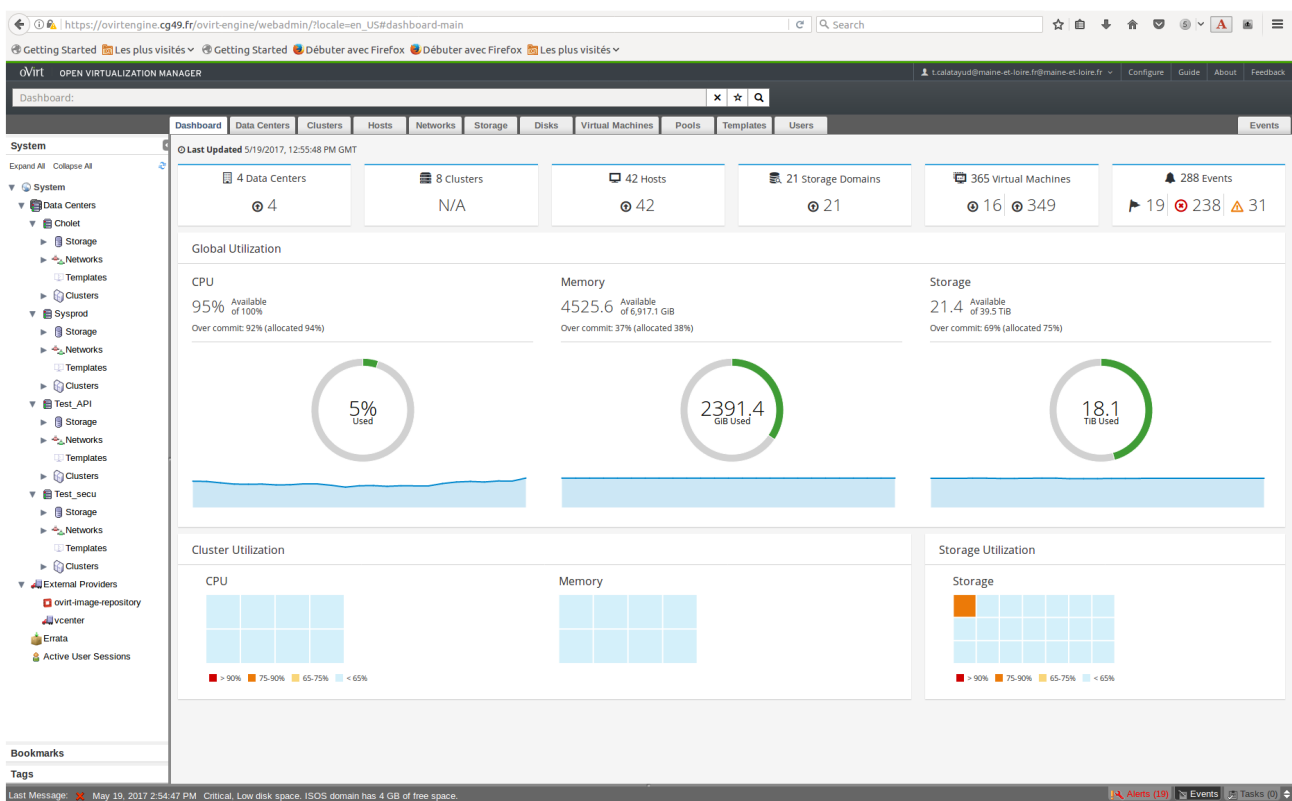 https://ovirtengine.cg49.fr/ovirt-engine/webadmin/?locale=en_US#dashboard-main
Search
S
A
Getting Started Les plus visités Getting Started Débuter avec Firefox Débuter avec Firefox Les plus visités
oVirt OPEN VIRTUALIZATION MANAGER
t.calatayud@maine-et-loire.fr@maine-et-loire.fr Configure Guide About Feedback
Dashboard:
Dashboard Data Centers Clusters Hosts Networks Storage Disks Virtual Machines Pools Templates Users Events
System
Expand All Collapse All
System
Data Centers
Cholet
Storage
Networks
Templates
Clusters
Sysprod
Storage
Networks
Templates
Clusters
Test_API
Storage
Networks
Templates
Clusters
Test_secu
Storage
Networks
Templates
Clusters
External Providers
ovirt-image-repository
vcenter
Errata
Active User Sessions
Bookmarks
Tags
Last Updated 5/19/2017, 12:55:48 PM GMT
4 Data Centers
4
8 Clusters
N/A
42 Hosts
42
21 Storage Domains
21
365 Virtual Machines
16 349
288 Events
19 238 31
Global Utilization
CPU
95% Available
of 100%
Over commit: 92% (allocated 94%)
5%
Used
Memory
4525.6 Available
of 6,917.1 GiB
Over commit: 37% (allocated 38%)
2391.4
GiB Used
Storage
21.4 Available
of 39.5 TiB
Over commit: 69% (allocated 75%)
18.1
TiB Used
Cluster Utilization
CPU
Memory
> 90% 75-90% 65-75% < 65%
Storage Utilization
Storage
> 90% 75-90% 65-75% < 65%
Last Message: May 19, 2017 2:54:47 PM Critical, Low disk space. ISOS domain has 4 GB of free space.
Alerts (19) Events Tasks (0)